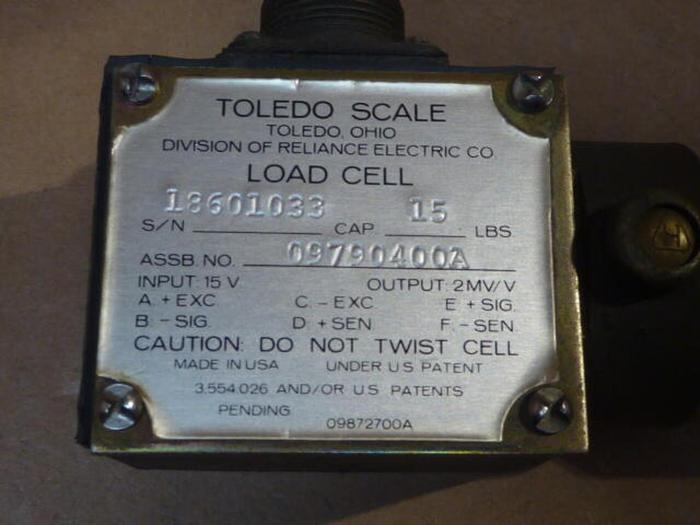 TOLEDO SCALE
TOLEDO, OHIO
DIVISION OF RELIANCE ELECTRIC CO
LOAD CELL
S/N 18601033 CAP. 15 LBS
ASSB. NO. 09790400A
INPUT: 15 V OUTPUT: 2MV/V
A. + EXC C. - EXC E + SIG.
B. - SIG. D. + SEN F. - SEN.
CAUTION: DO NOT TWIST CELL
MADE IN USA UNDER U.S. PATENT
3,554,026 AND/OR U.S. PATENTS
PENDING 09872700A